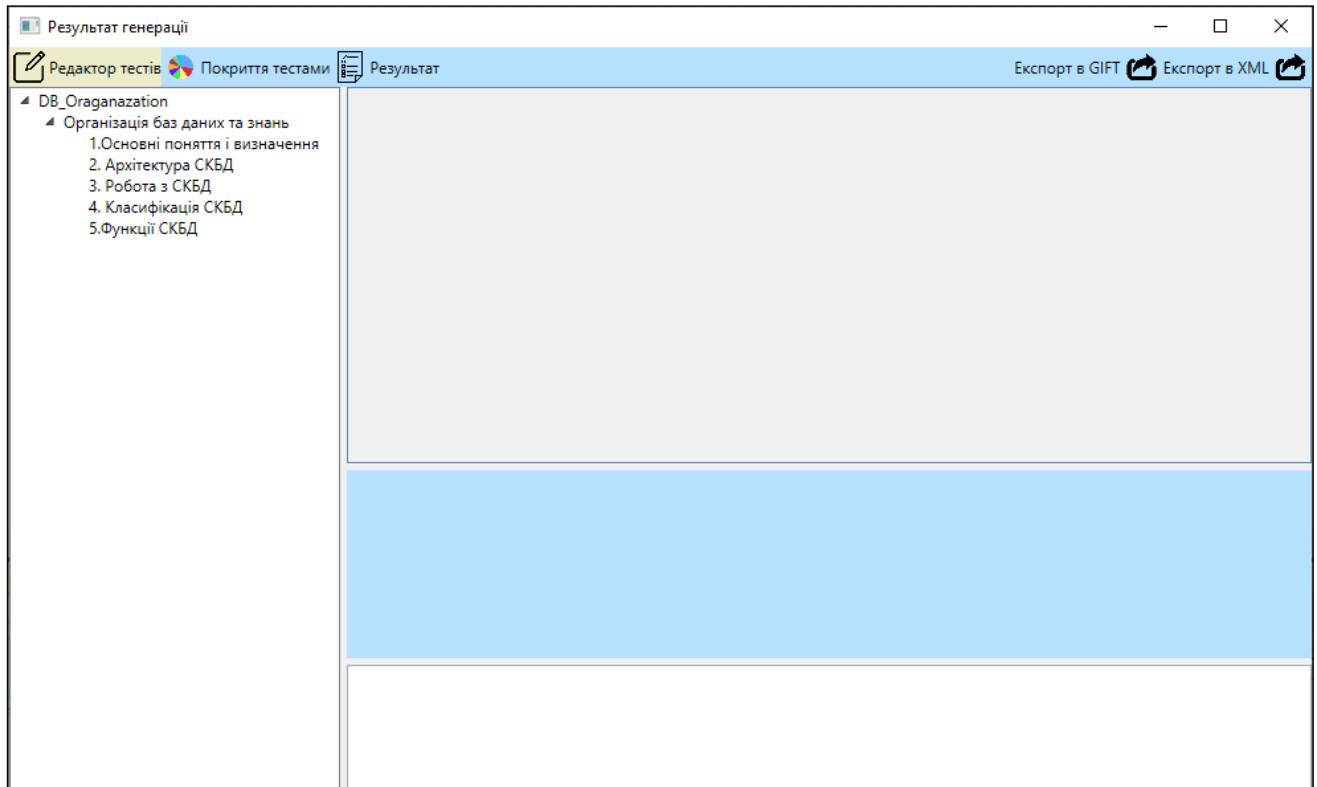 Результат генерації
Редактор тестів Покриття тестами Результат Експорт в GIFT Експорт в XML
DB_Oraganazation
Організація баз даних та знань
1.Основні поняття і визначення
2. Архітектура СКБД
3. Робота з СКБД
4. Класифікація СКБД
5.Функції СКБД